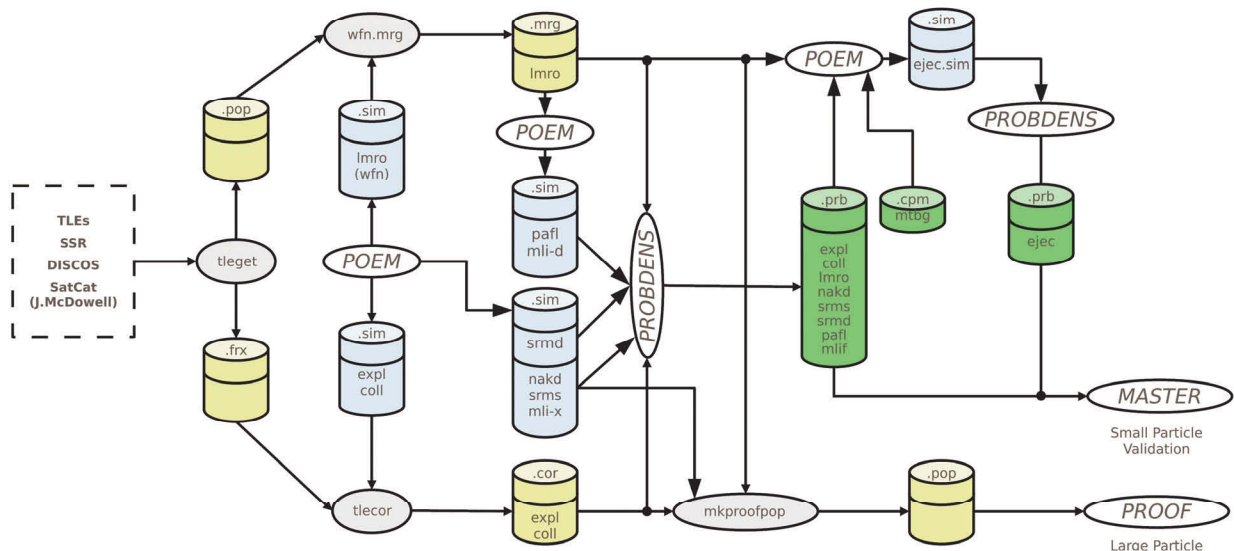 TLEs
SSR
DISCOS
SatCat
(J.McDowell)
tleget
.pop
.frx
wfn.mrg
.sim
lmro
(wfn)
POEM
.sim
expl
coll
tlecor
.mrg
lmro
POEM
.sim
pafl
mli-d
.sim
srmd
nakd
srms
mli-x
.cor
expl
coll
PROBDENS
mkproofpop
POEM
.prb
expl
coll
lmro
nakd
srms
srmd
pafl
mlif
.cpm
mtbg
.sim
ejec.sim
PROBDENS
.prb
ejec
MASTER
Small Particle
Validation
.pop
PROOF
Large Particle